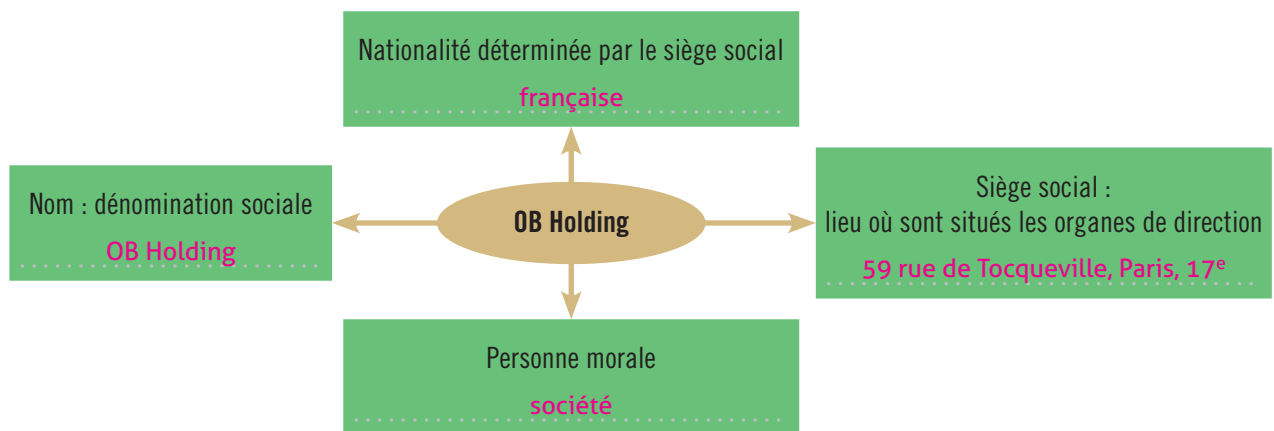 Nationalité déterminée par le siège social
française
Nom : dénomination sociale
OB Holding
OB Holding
Siège social :
lieu où sont situés les organes de direction
59 rue de Tocqueville, Paris, 17e
Personne morale
société